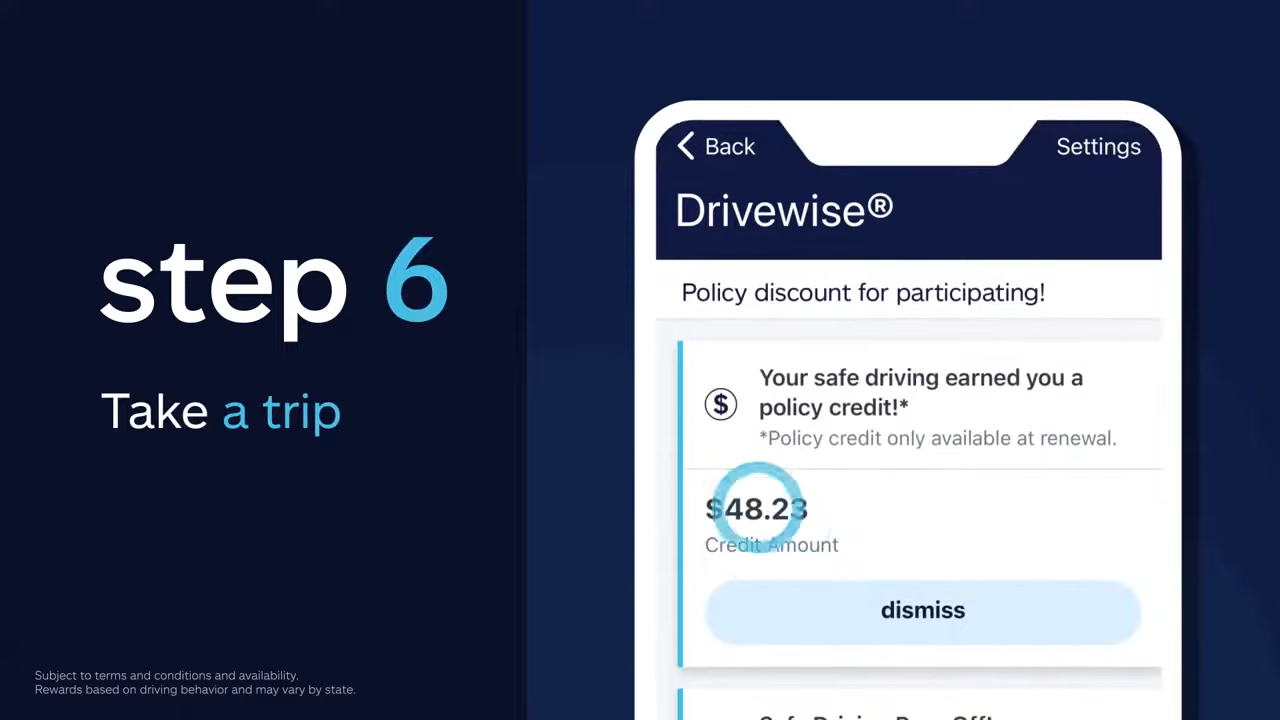 step 6
Take a trip
Subject to terms and conditions and availability.
Rewards based on driving behavior and may vary by state.
Back
Settings
Drivewise®
Policy discount for participating!
$
Your safe driving earned you a
policy credit!*
*Policy credit only available at renewal.
$48.23
Credit Amount
dismiss